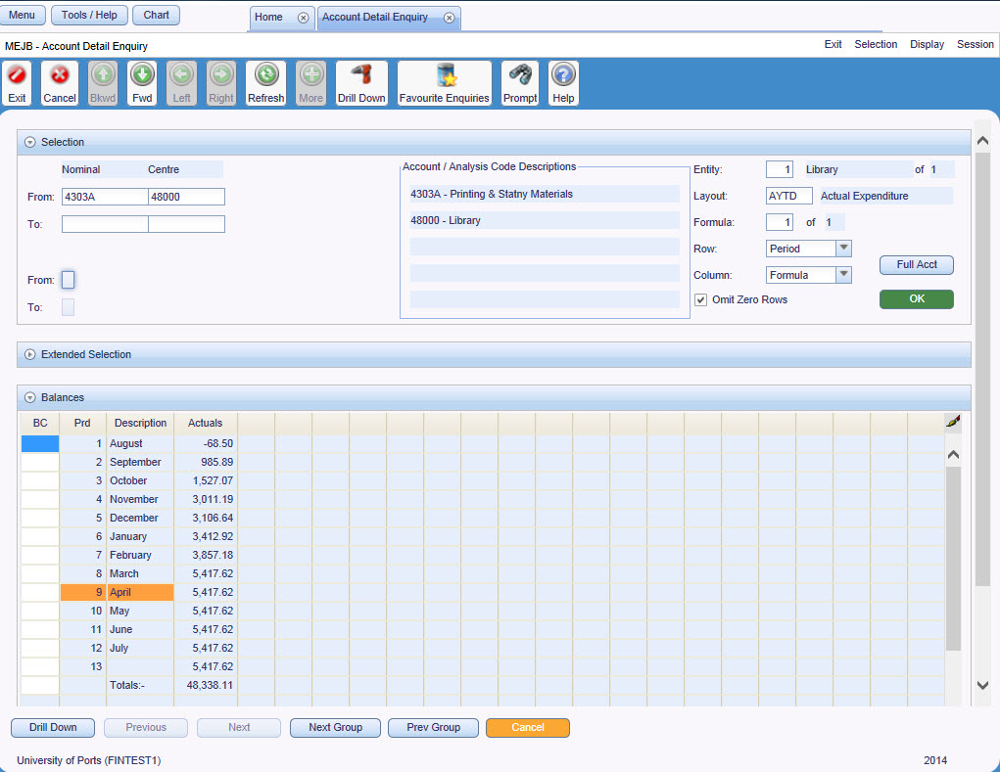 Menu Tools / Help Chart Home Account Detail Enquiry
MEJB - Account Detail Enquiry Exit Selection Display Session
Exit Cancel Bkwd Fwd Left Right Refresh More Drill Down Favourite Enquiries Prompt Help
Selection
Nominal Centre Account / Analysis Code Descriptions Entity: 1 Library of 1
From: 4303A 48000 4303A - Printing & Statny Materials Layout: AYTD Actual Expenditure
To: 48000 - Library Formula: 1 of 1
Row: Period
Column: Formula Full Acct
From:
To: Omit Zero Rows OK
Extended Selection
Balances
BC Prd Description Actuals
1 August -68.50
2 September 985.89
3 October 1,527.07
4 November 3,011.19
5 December 3,106.64
6 January 3,412.92
7 February 3,857.18
8 March 5,417.62
9 April 5,417.62
10 May 5,417.62
11 June 5,417.62
12 July 5,417.62
13 5,417.62
Totals:- 48,338.11
Drill Down Previous Next Next Group Prev Group Cancel
University of Ports (FINTEST1) 2014